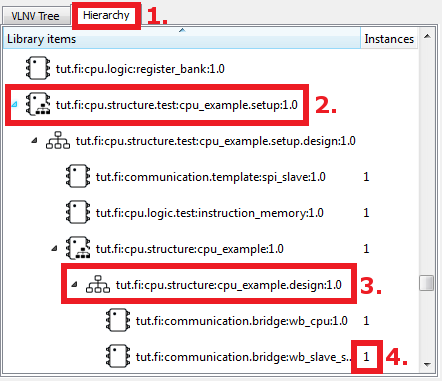 VLNV Tree Hierarchy 1.
Library items Instances
tut.fi:cpu.logic:register_bank:1.0
tut.fi:cpu.structure.test:cpu_example.setup:1.0 2.
tut.fi:cpu.structure.test:cpu_example.setup.design:1.0
tut.fi:communication.template:spi_slave:1.0 1
tut.fi:cpu.logic.test:instruction_memory:1.0 1
tut.fi:cpu.structure:cpu_example:1.0 1
tut.fi:cpu.structure:cpu_example.design:1.0 3.
tut.fi:communication.bridge:wb_cpu:1.0 1
4.
tut.fi:communication.bridge:wb_slave_s... 1